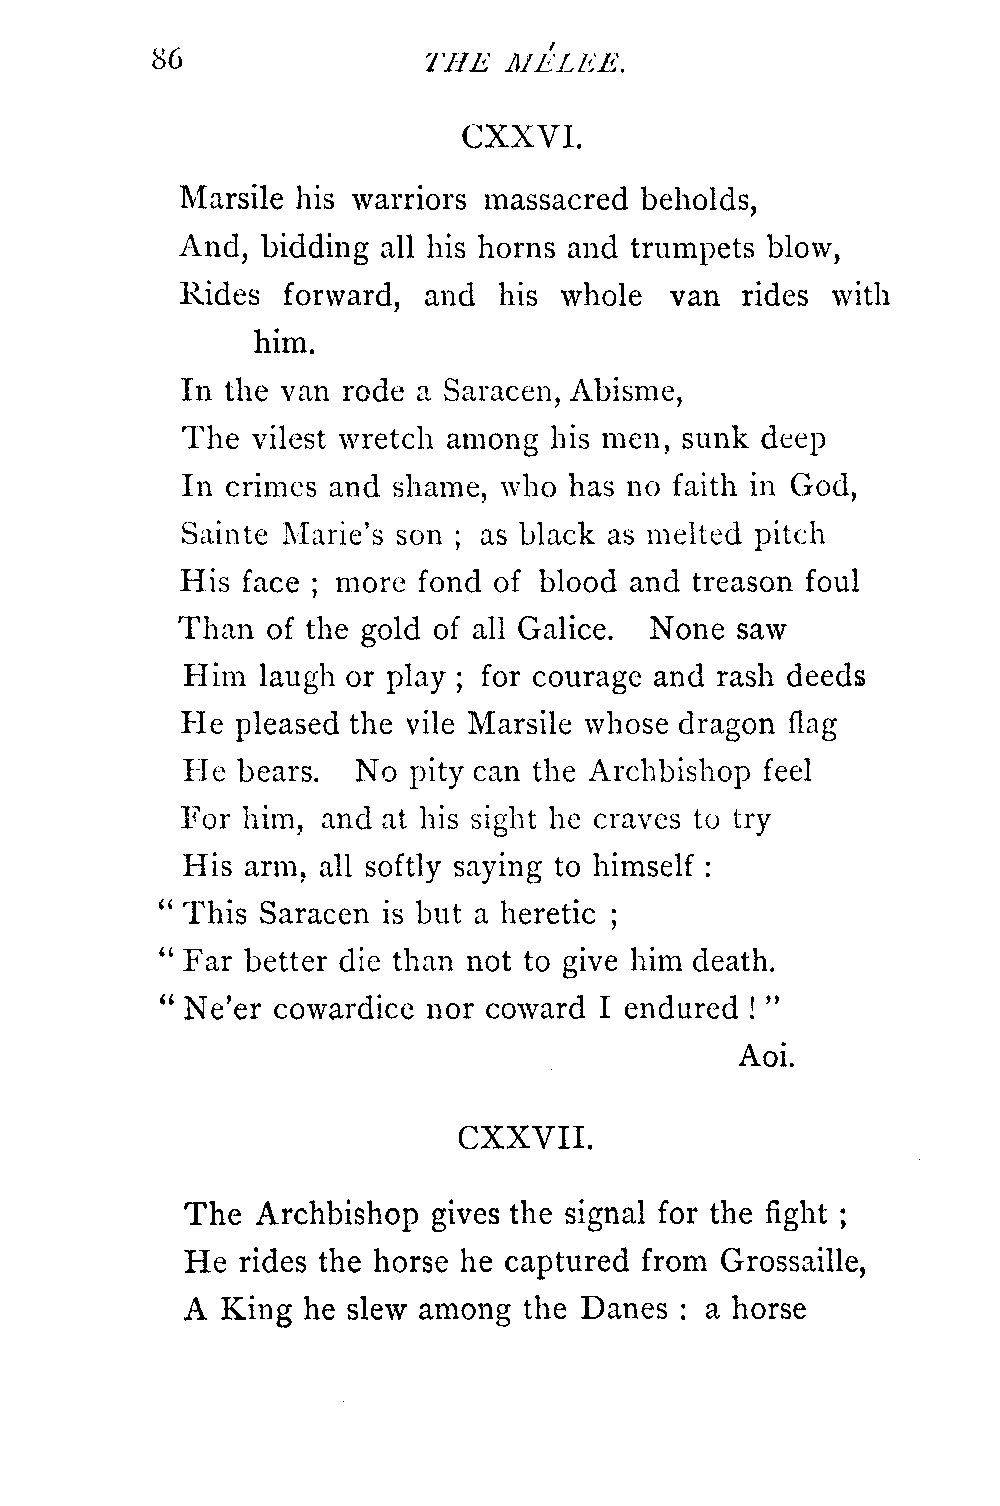 86 THE MÉLEE.
CXXVI.
Marsile his warriors massacred beholds,
And, bidding all his horns and trumpets blow,
Rides forward, and his whole van rides with
him.
In the van rode a Saracen, Abisme,
The vilest wretch among his men, sunk deep
In crimes and shame, who has no faith in God,
Sainte Marie's son ; as black as melted pitch
His face ; more fond of blood and treason foul
Than of the gold of all Galice. None saw
Him laugh or play ; for courage and rash deeds
He pleased the vile Marsile whose dragon flag
He bears. No pity can the Archbishop feel
For him, and at his sight he craves to try
His arm, all softly saying to himself :
“ This Saracen is but a heretic ;
“ Far better die than not to give him death.
“ Ne'er cowardice nor coward I endured ! ”
Aoi.
CXXVII.
The Archbishop gives the signal for the fight ;
He rides the horse he captured from Grossaille,
A King he slew among the Danes : a horse